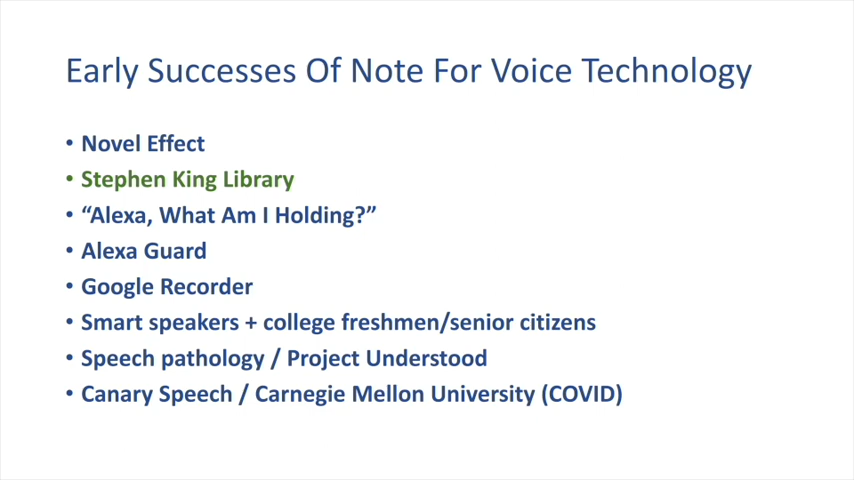 Early Successes Of Note For Voice Technology
• Novel Effect
• Stephen King Library
• “Alexa, What Am I Holding?”
• Alexa Guard
• Google Recorder
• Smart speakers + college freshmen/senior citizens
• Speech pathology / Project Understood
• Canary Speech / Carnegie Mellon University (COVID)